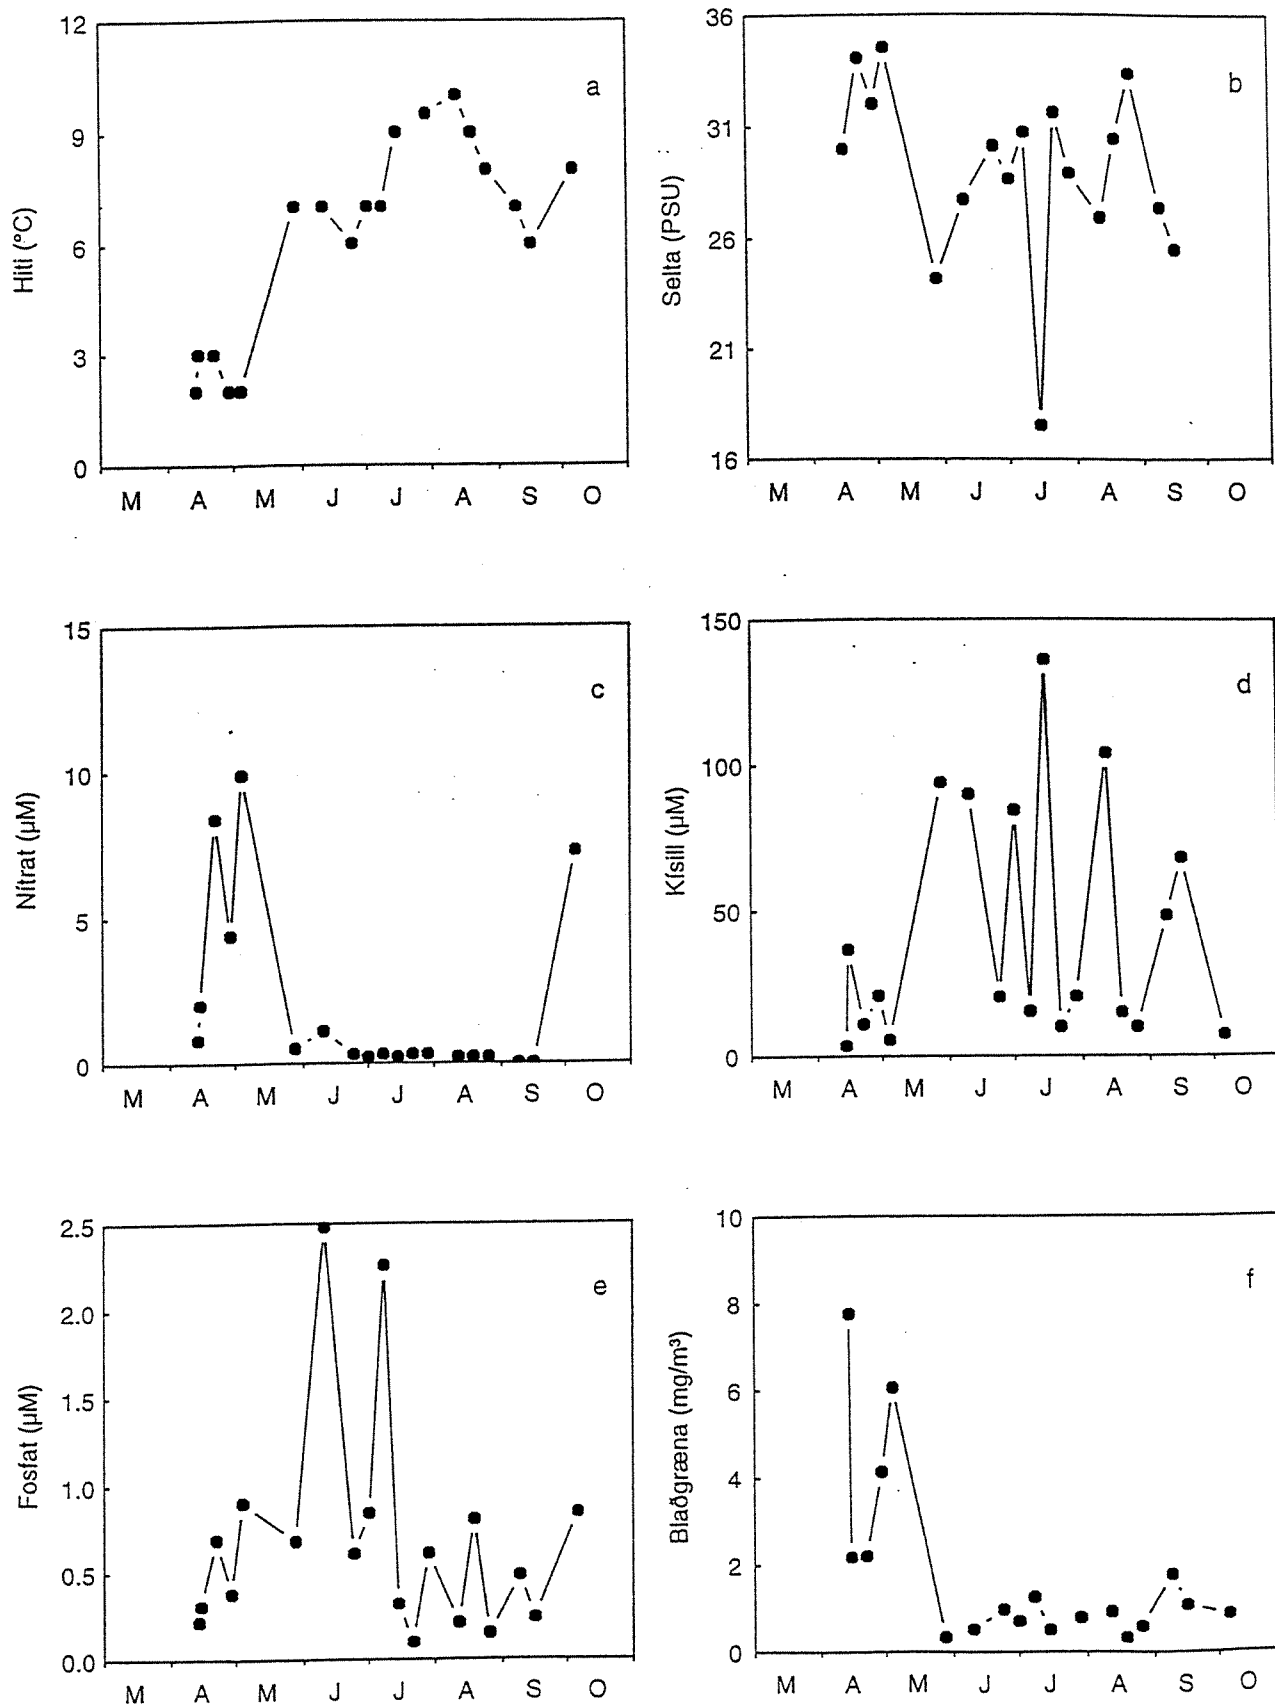 a
Hiti (°C)
12
9
6
3
0
M A M J J A S O
b
Selta (PSU)
36
31
26
21
16
M A M J J A S O
c
Nítrat (µM)
15
10
5
0
M A M J J A S O
d
Kísill (µM)
150
100
50
0
M A M J J A S O
e
Fosfat (µM)
2.5
2.0
1.5
1.0
0.5
0.0
M A M J J A S O
f
Blaðgræna (mg/m³)
10
8
6
4
2
0
M A M J J A S O